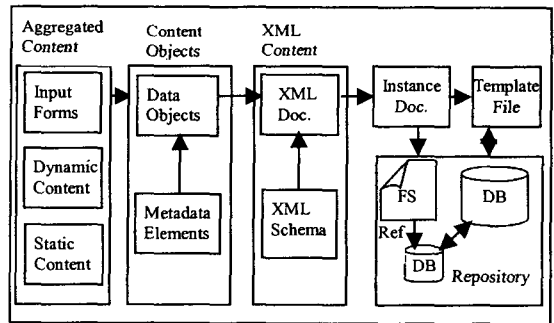 Aggregated
Content
Content
Objects
XML
Content
Input
Forms
Dynamic
Content
Static
Content
Data
Objects
Metadata
Elements
XML
Doc.
XML
Schema
Instance
Doc.
Template
File
FS
Ref
DB
DB
Repository